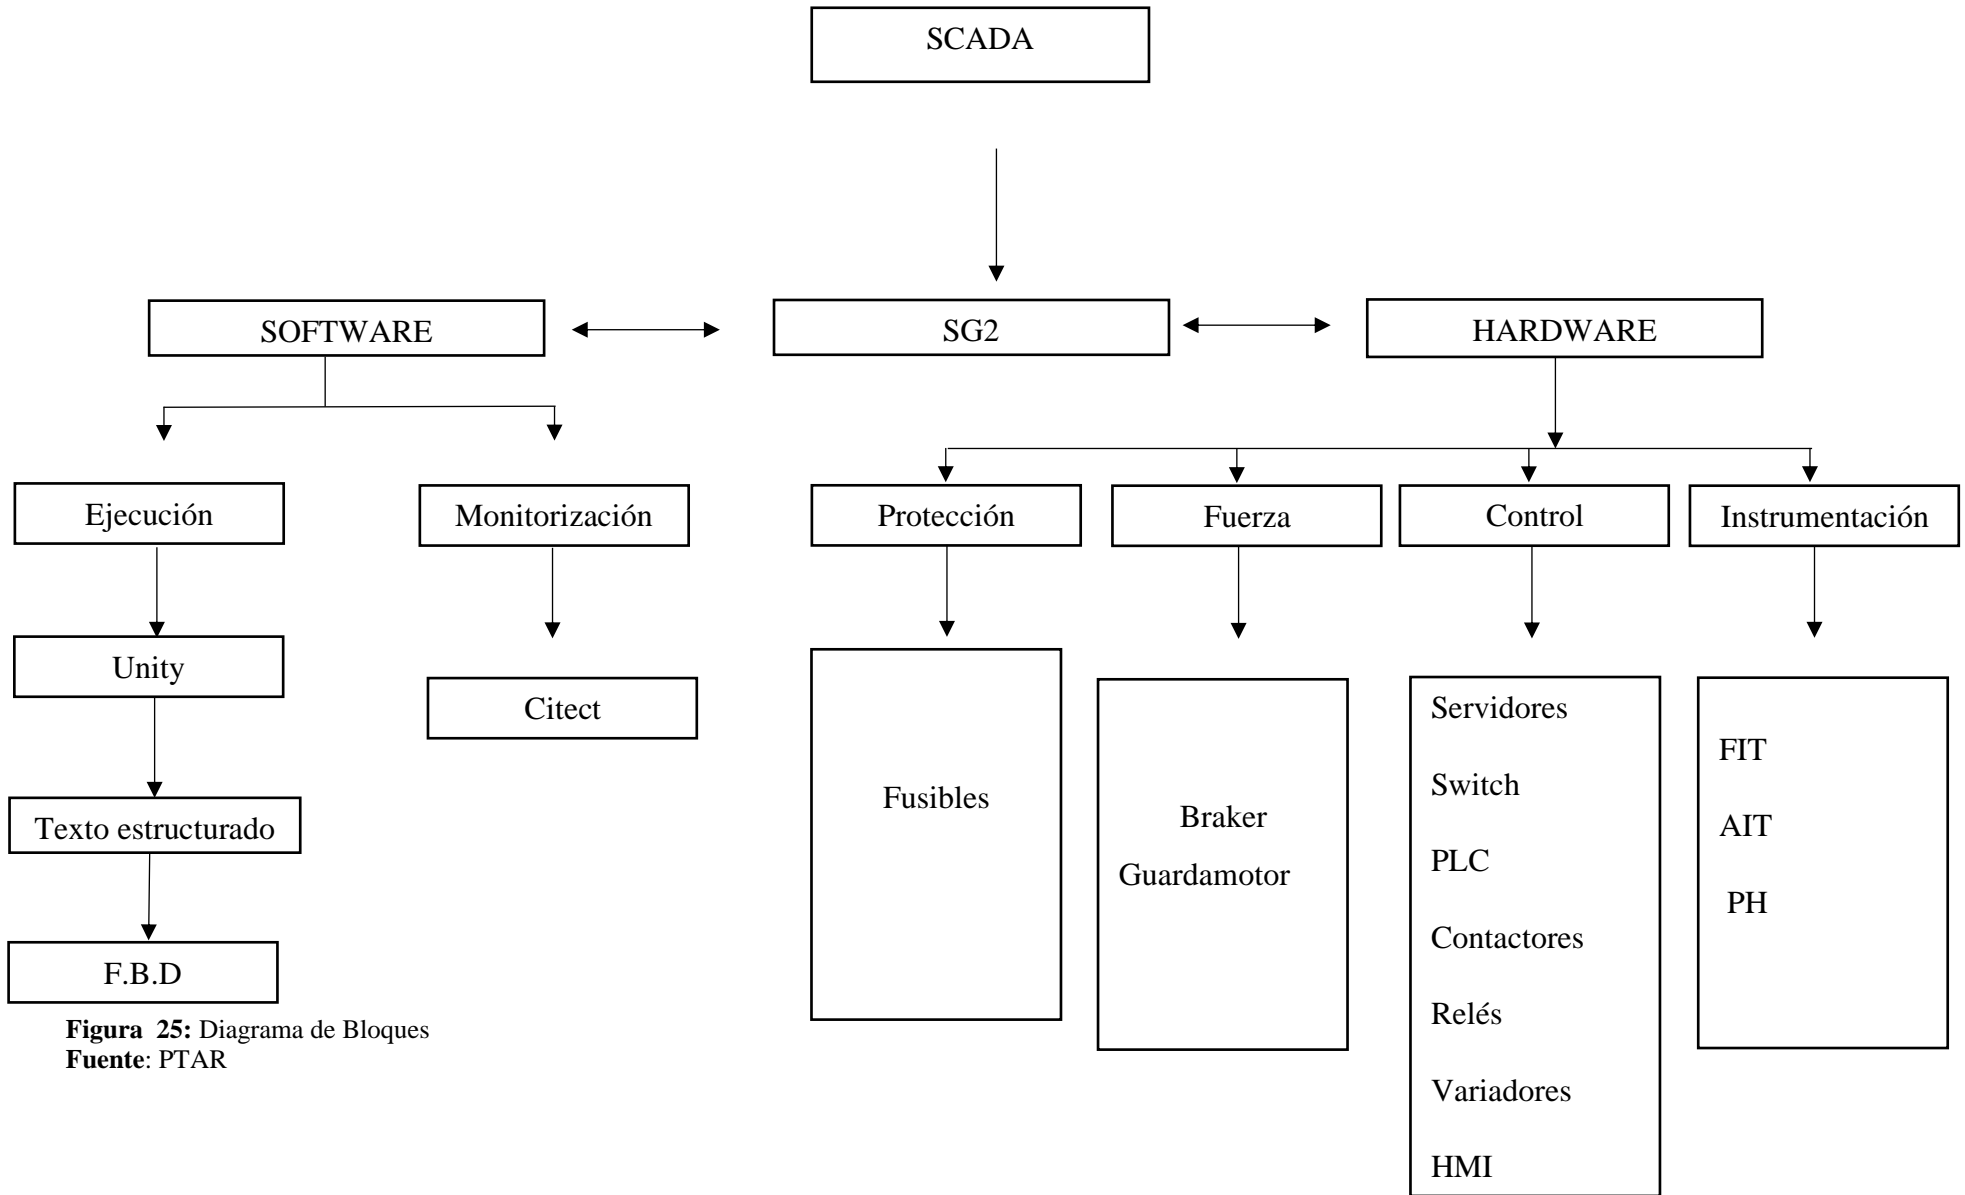 SCADA
SOFTWARE
SG2
HARDWARE
Ejecución
Monitorización
Protección
Fuerza
Control
Instrumentación
Unity
Citect
Texto estructurado
F.B.D
Fusibles
Braker
Guardamotor
Servidores
Switch
PLC
Contactores
Relés
Variadores
HMI
FIT
AIT
PH
Figura 25: Diagrama de Bloques
Fuente: PTAR